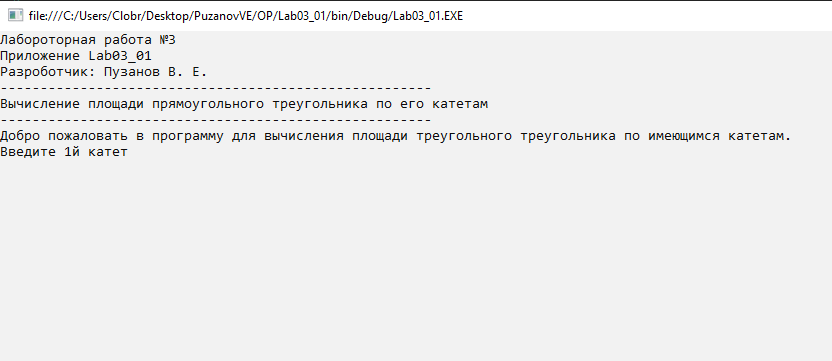 file:///C:/Users/Clobr/Desktop/PuzanovVE/OP/Lab03_01/bin/Debug/Lab03_01.EXE
Лабороторная работа №3
Приложение Lab03_01
Разроботчик: Пузанов В. Е.
------------------------------------------------------
Вычисление площади прямоугольного треугольника по его катетам
------------------------------------------------------
Добро пожаловать в программу для вычисления площади треугольного треугольника по имеющимся катетам.
Введите 1й катет